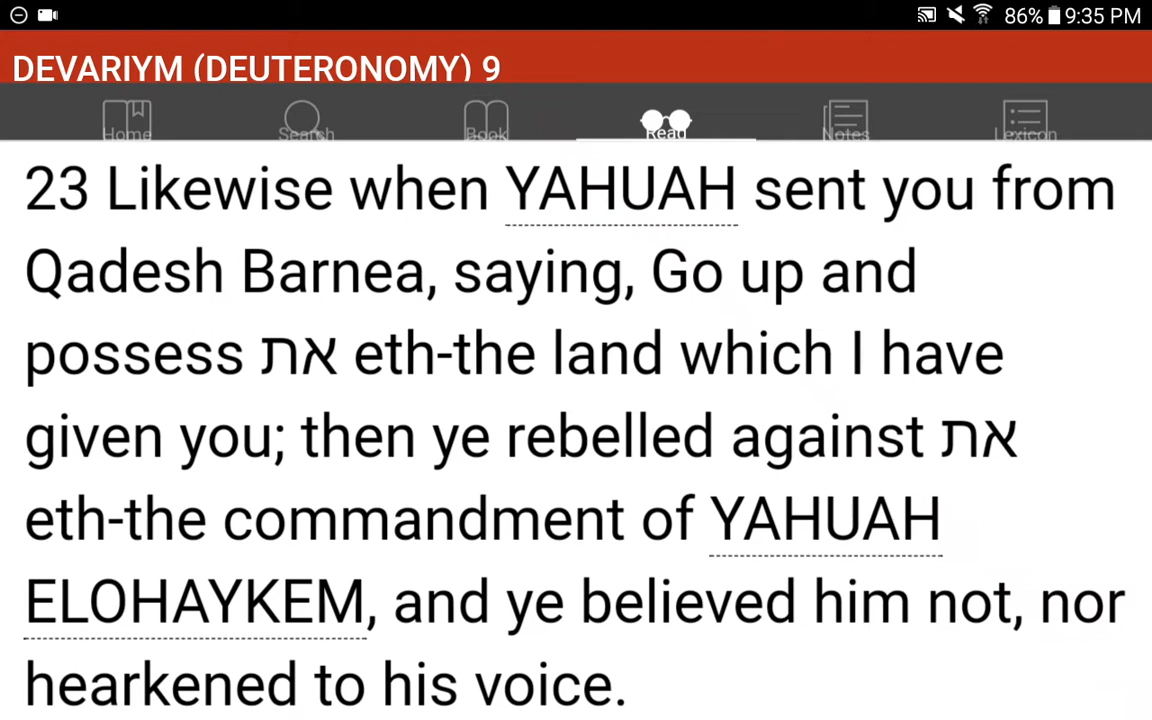 86% 9:35 PM
DEVARIYM (DEUTERONOMY) 9
Home Search Book Read Notes Lexicon
23 Likewise when YAHUAH sent you from
Qadesh Barnea, saying, Go up and
possess את eth-the land which I have
given you; then ye rebelled against את
eth-the commandment of YAHUAH
ELOHAYKEM, and ye believed him not, nor
hearkened to his voice.